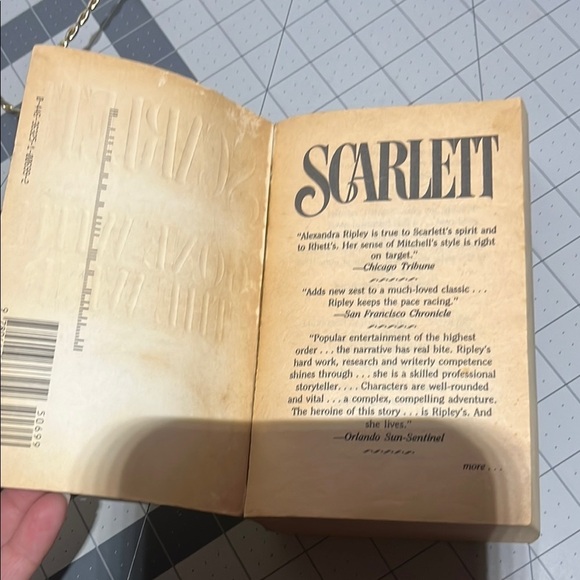 SCARLETT
"Alexandra Ripley is true to Scarlett's spirit and
to Rhett's. Her sense of Mitchell's style is right
on target."
—Chicago Tribune
"Adds new zest to a much-loved classic . . .
Ripley keeps the pace racing."
—San Francisco Chronicle
"Popular entertainment of the highest
order . . . the narrative has real bite. Ripley's
hard work, research and writerly competence
shines through . . . she is a skilled professional
storyteller. . . . Characters are well-rounded
and vital . . . a complex, compelling adventure.
The heroine of this story . . . is Ripley's. And
she lives."
—Orlando Sun-Sentinel
more . . .
50699